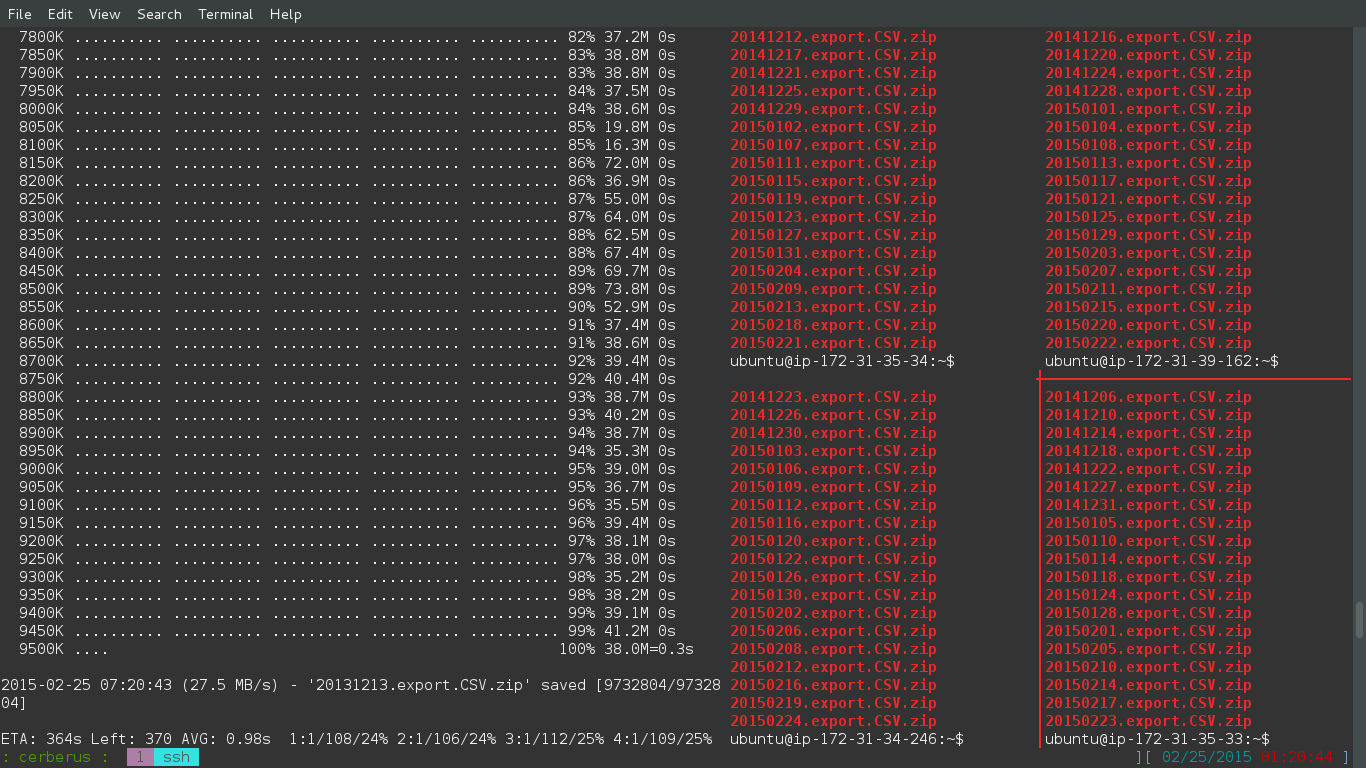 File Edit View Search Terminal Help
7800K .......... .......... .......... .......... .......... 82% 37.2M 0s
7850K .......... .......... .......... .......... .......... 83% 38.8M 0s
7900K .......... .......... .......... .......... .......... 83% 38.8M 0s
7950K .......... .......... .......... .......... .......... 84% 37.5M 0s
8000K .......... .......... .......... .......... .......... 84% 38.6M 0s
8050K .......... .......... .......... .......... .......... 85% 19.8M 0s
8100K .......... .......... .......... .......... .......... 85% 16.3M 0s
8150K .......... .......... .......... .......... .......... 86% 72.0M 0s
8200K .......... .......... .......... .......... .......... 86% 36.9M 0s
8250K .......... .......... .......... .......... .......... 87% 55.0M 0s
8300K .......... .......... .......... .......... .......... 87% 64.0M 0s
8350K .......... .......... .......... .......... .......... 88% 62.5M 0s
8400K .......... .......... .......... .......... .......... 88% 67.4M 0s
8450K .......... .......... .......... .......... .......... 89% 69.7M 0s
8500K .......... .......... .......... .......... .......... 89% 73.8M 0s
8550K .......... .......... .......... .......... .......... 90% 52.9M 0s
8600K .......... .......... .......... .......... .......... 91% 37.4M 0s
8650K .......... .......... .......... .......... .......... 91% 38.6M 0s
8700K .......... .......... .......... .......... .......... 92% 39.4M 0s
8750K .......... .......... .......... .......... .......... 92% 40.4M 0s
8800K .......... .......... .......... .......... .......... 93% 38.7M 0s
8850K .......... .......... .......... .......... .......... 93% 40.2M 0s
8900K .......... .......... .......... .......... .......... 94% 38.7M 0s
8950K .......... .......... .......... .......... .......... 94% 35.3M 0s
9000K .......... .......... .......... .......... .......... 95% 39.0M 0s
9050K .......... .......... .......... .......... .......... 95% 36.7M 0s
9100K .......... .......... .......... .......... .......... 96% 35.5M 0s
9150K .......... .......... .......... .......... .......... 96% 39.4M 0s
9200K .......... .......... .......... .......... .......... 97% 38.1M 0s
9250K .......... .......... .......... .......... .......... 97% 38.0M 0s
9300K .......... .......... .......... .......... .......... 98% 35.2M 0s
9350K .......... .......... .......... .......... .......... 98% 38.2M 0s
9400K .......... .......... .......... .......... .......... 99% 39.1M 0s
9450K .......... .......... .......... .......... .......... 99% 41.2M 0s
9500K .... 100% 38.0M=0.3s
2015-02-25 07:20:43 (27.5 MB/s) - '20131213.export.CSV.zip' saved [9732804/97328
04]
ETA: 364s Left: 370 AVG: 0.98s 1:1/108/24% 2:1/106/24% 3:1/112/25% 4:1/109/25%
20141212.export.CSV.zip
20141217.export.CSV.zip
20141221.export.CSV.zip
20141225.export.CSV.zip
20141229.export.CSV.zip
20150102.export.CSV.zip
20150107.export.CSV.zip
20150111.export.CSV.zip
20150115.export.CSV.zip
20150119.export.CSV.zip
20150123.export.CSV.zip
20150127.export.CSV.zip
20150131.export.CSV.zip
20150204.export.CSV.zip
20150209.export.CSV.zip
20150213.export.CSV.zip
20150218.export.CSV.zip
20150221.export.CSV.zip
ubuntu@ip-172-31-35-34:~$
20141216.export.CSV.zip
20141220.export.CSV.zip
20141224.export.CSV.zip
20141228.export.CSV.zip
20150101.export.CSV.zip
20150104.export.CSV.zip
20150108.export.CSV.zip
20150113.export.CSV.zip
20150117.export.CSV.zip
20150121.export.CSV.zip
20150125.export.CSV.zip
20150129.export.CSV.zip
20150203.export.CSV.zip
20150207.export.CSV.zip
20150211.export.CSV.zip
20150215.export.CSV.zip
20150220.export.CSV.zip
20150222.export.CSV.zip
ubuntu@ip-172-31-39-162:~$
20141223.export.CSV.zip
20141226.export.CSV.zip
20141230.export.CSV.zip
20150103.export.CSV.zip
20150106.export.CSV.zip
20150109.export.CSV.zip
20150112.export.CSV.zip
20150116.export.CSV.zip
20150120.export.CSV.zip
20150122.export.CSV.zip
20150126.export.CSV.zip
20150130.export.CSV.zip
20150202.export.CSV.zip
20150206.export.CSV.zip
20150208.export.CSV.zip
20150212.export.CSV.zip
20150216.export.CSV.zip
20150219.export.CSV.zip
20150224.export.CSV.zip
ubuntu@ip-172-31-34-246:~$
20141206.export.CSV.zip
20141210.export.CSV.zip
20141214.export.CSV.zip
20141218.export.CSV.zip
20141222.export.CSV.zip
20141227.export.CSV.zip
20141231.export.CSV.zip
20150105.export.CSV.zip
20150110.export.CSV.zip
20150114.export.CSV.zip
20150118.export.CSV.zip
20150124.export.CSV.zip
20150128.export.CSV.zip
20150201.export.CSV.zip
20150205.export.CSV.zip
20150210.export.CSV.zip
20150214.export.CSV.zip
20150217.export.CSV.zip
20150223.export.CSV.zip
ubuntu@ip-172-31-35-33:~$
: cerberus : 1 ssh ][ 02/25/2015 01:20:44 ]